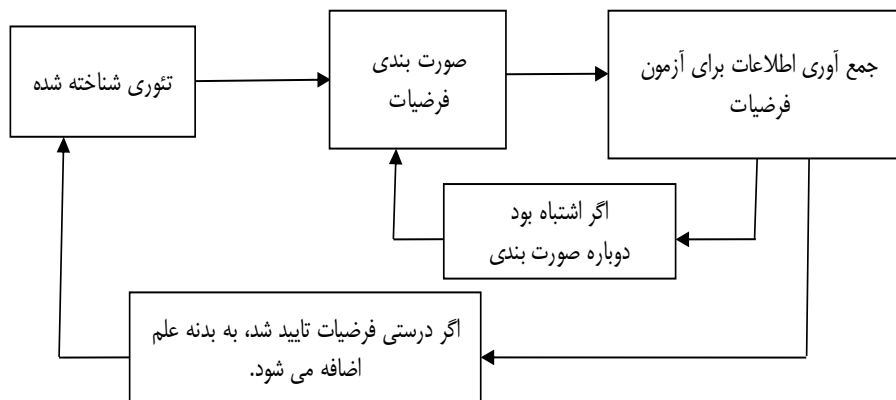 تئوری شناخته شده
صورت بندی
فرضیات
جمع آوری اطلاعات برای آزمون
فرضیات
اگر اشتباه بود
دوباره صورت بندی
اگر درستی فرضیات تایید شد، به بدنه علم
اضافه می شود.